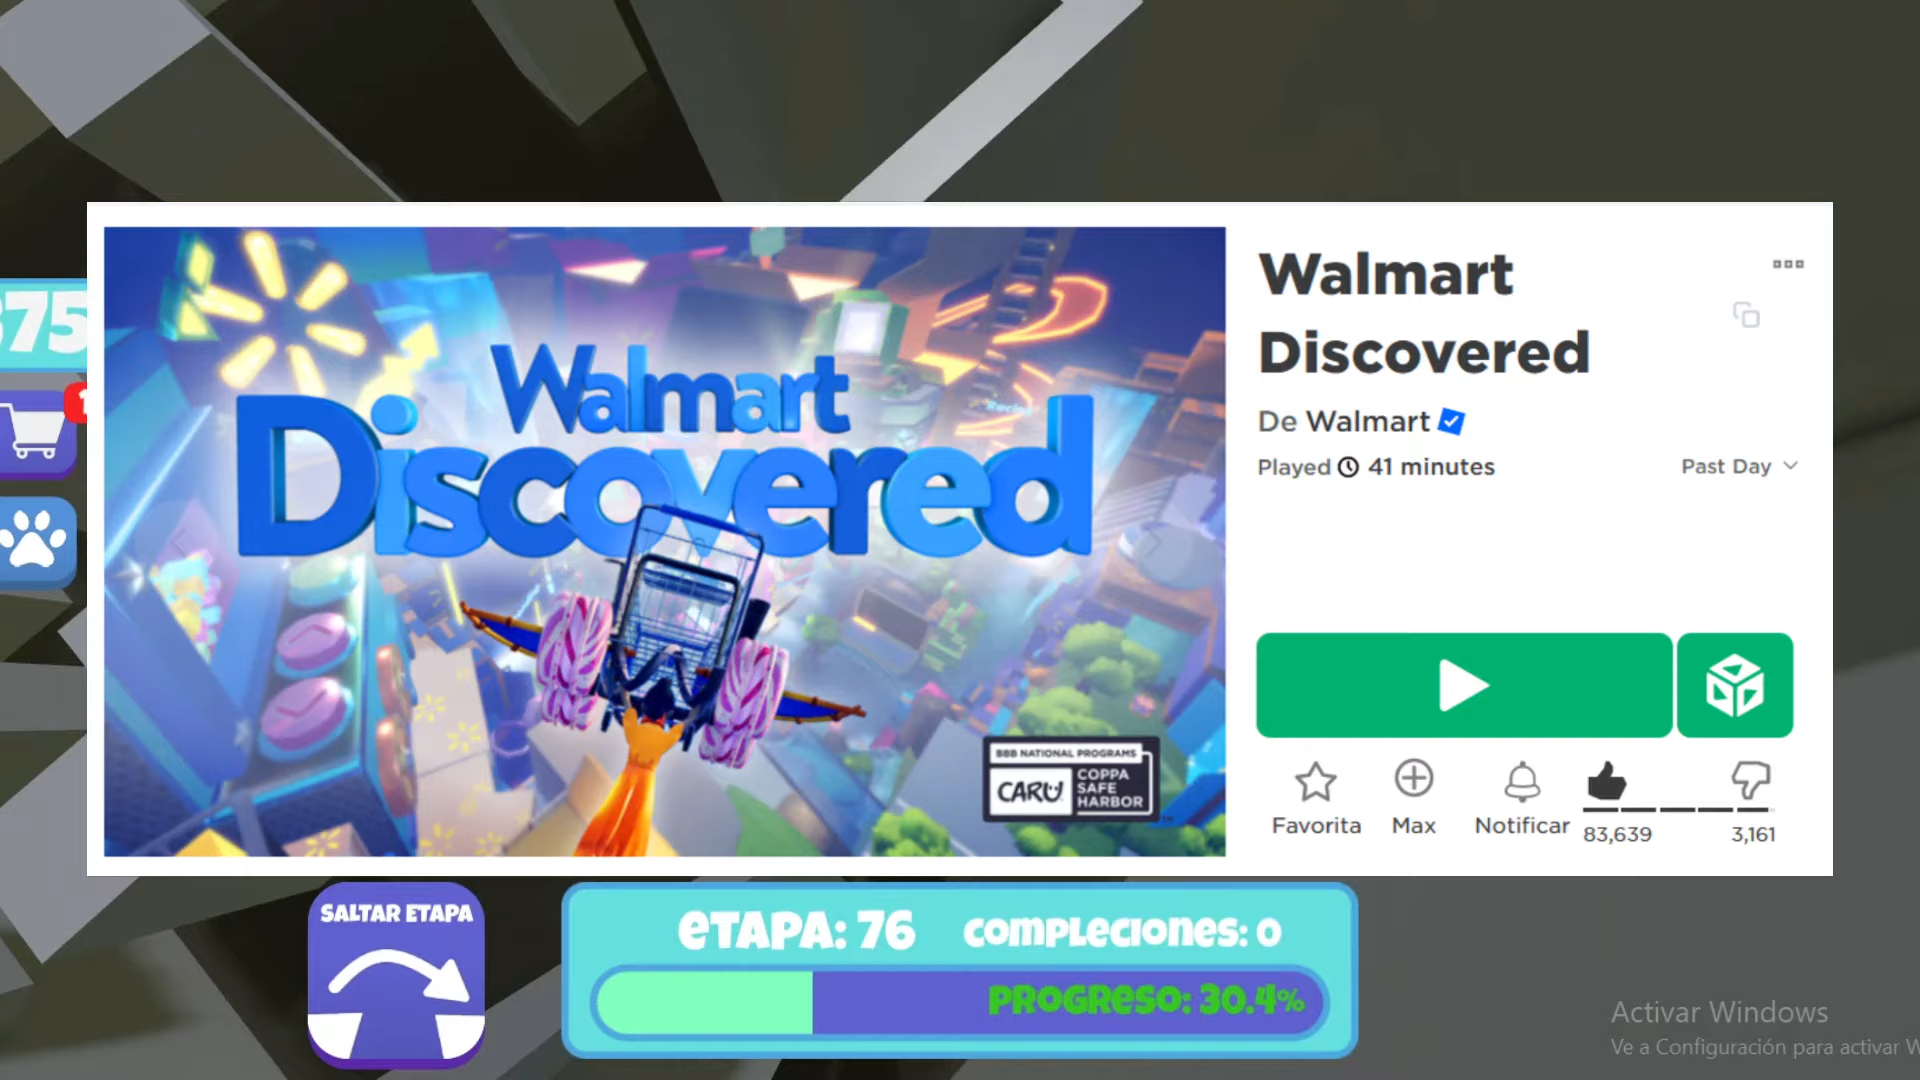 375
1
Walmart
Discovered
BBB NATIONAL PROGRAMS
CARU
COPPA
SAFE
HARBOR
Walmart
Discovered
De Walmart
Played 41 minutes
Past Day
Favorita
Max
Notificar
83,639
3,161
SALTAR ETAPA
ETAPA: 76
COMPLECIONES: 0
PROGRESO: 30.4%
Activar Windows
Ve a Configuración para activar W